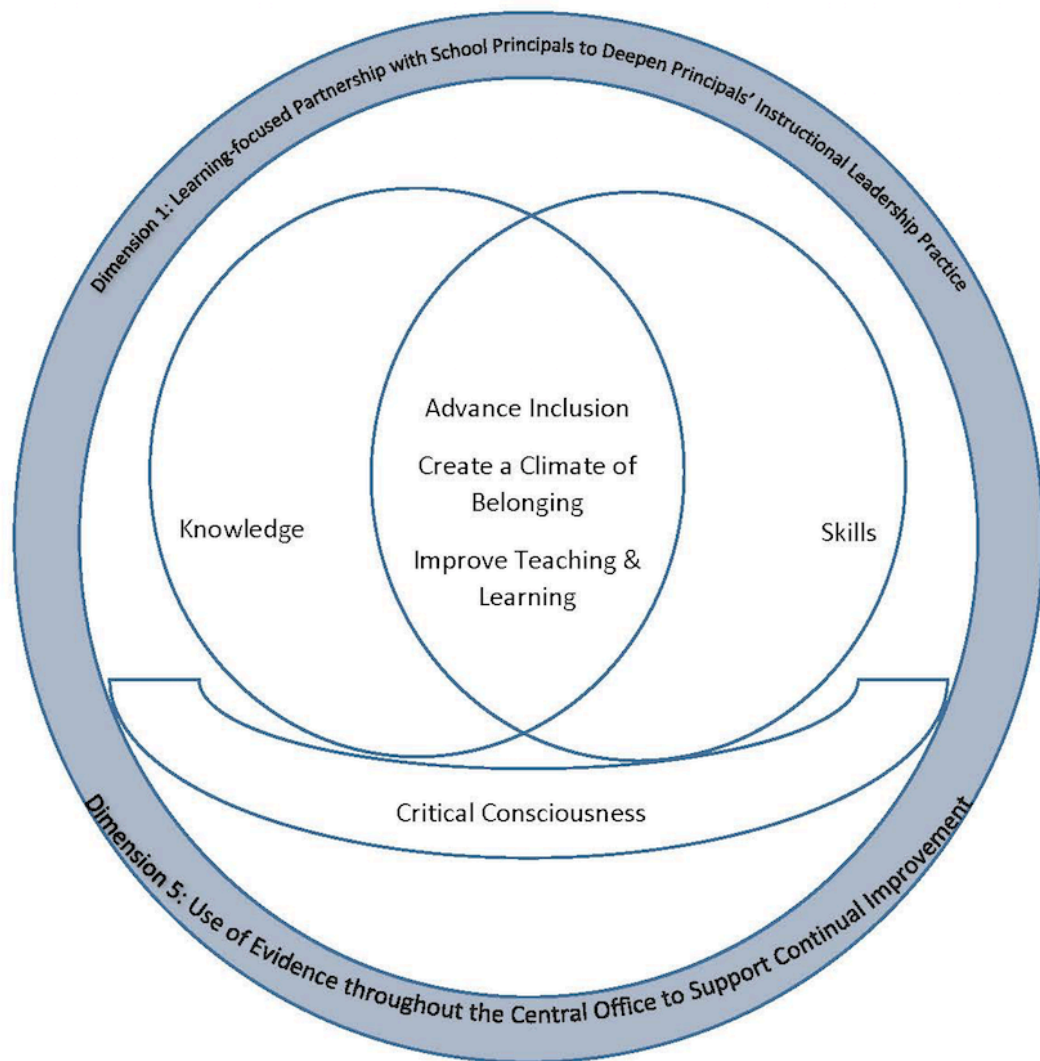 Dimension 1: Learning-focused Partnership with School Principals to Deepen Principals' Instructional Leadership Practice
Advance Inclusion
Create a Climate of
Belonging
Knowledge
Skills
Improve Teaching &
Learning
Critical Consciousness
Dimension 5: Use of Evidence throughout the Central Office to Support Continual Improvement